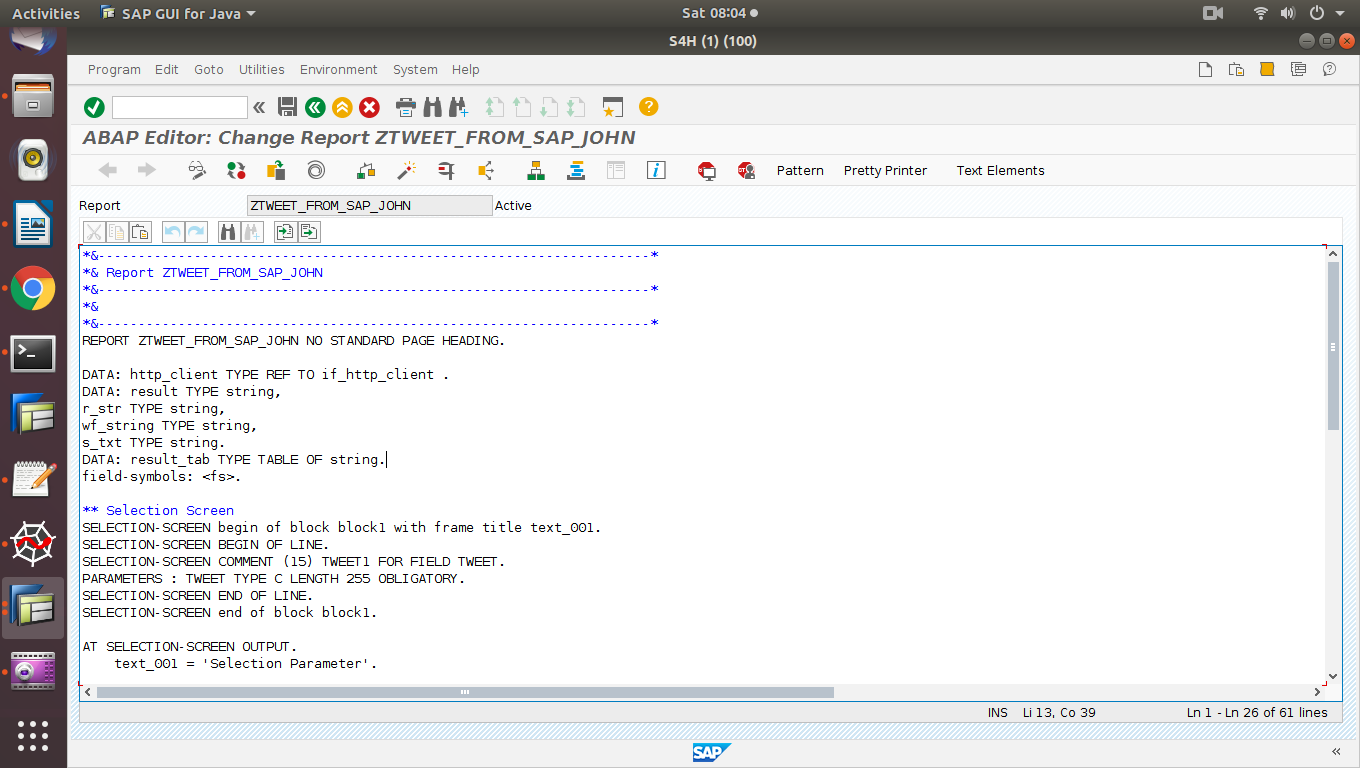 Activities SAP GUI for Java Sat 08:04
S4H (1) (100)
Program Edit Goto Utilities Environment System Help
ABAP Editor: Change Report ZTWEET_FROM_SAP_JOHN
Pattern Pretty Printer Text Elements
Report ZTWEET_FROM_SAP_JOHN Active
*&---------------------------------------------------------------------*
*& Report ZTWEET_FROM_SAP_JOHN
*&---------------------------------------------------------------------*
*&
*&---------------------------------------------------------------------*
REPORT ZTWEET_FROM_SAP_JOHN NO STANDARD PAGE HEADING.
DATA: http_client TYPE REF TO if_http_client .
DATA: result TYPE string,
r_str TYPE string,
wf_string TYPE string,
s_txt TYPE string.
DATA: result_tab TYPE TABLE OF string.
field-symbols: <fs>.
** Selection Screen
SELECTION-SCREEN begin of block block1 with frame title text_001.
SELECTION-SCREEN BEGIN OF LINE.
SELECTION-SCREEN COMMENT (15) TWEET1 FOR FIELD TWEET.
PARAMETERS : TWEET TYPE C LENGTH 255 OBLIGATORY.
SELECTION-SCREEN END OF LINE.
SELECTION-SCREEN end of block block1.
AT SELECTION-SCREEN OUTPUT.
    text_001 = 'Selection Parameter'.
INS Li 13, Co 39 Ln 1 - Ln 26 of 61 lines
SAP